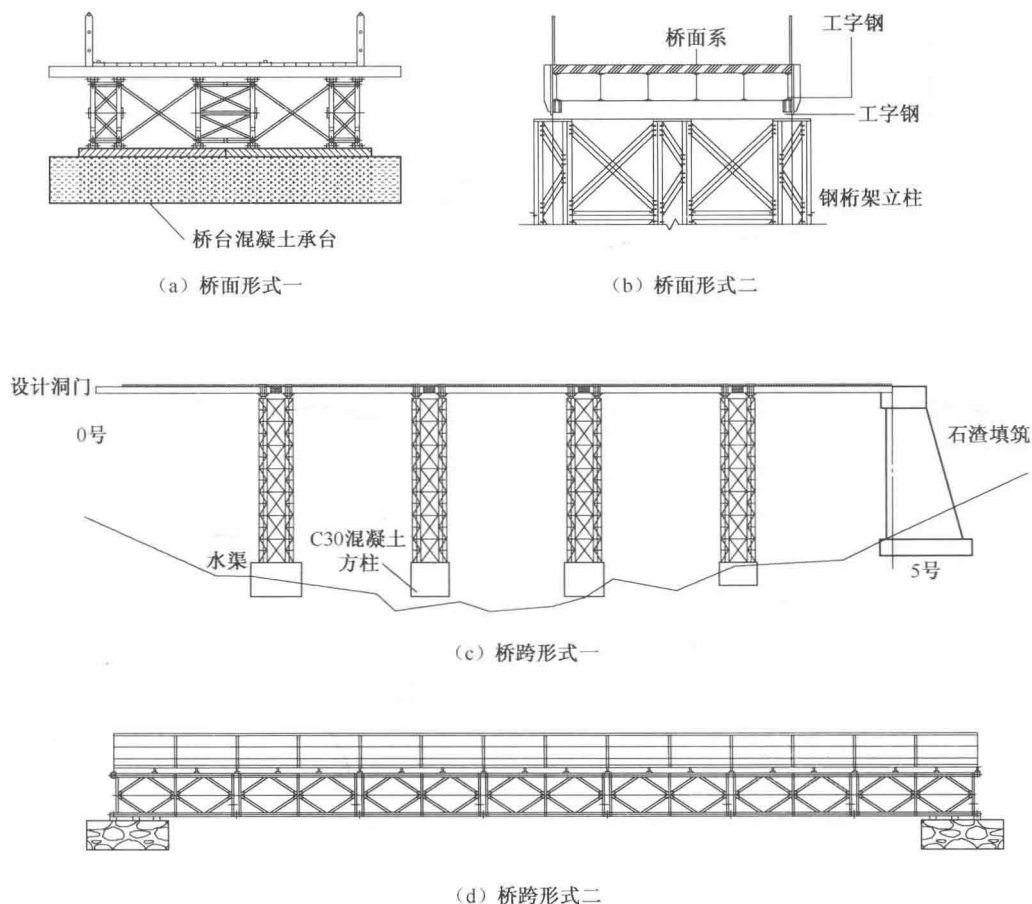 桥面系
工字钢
工字钢
钢桁架立柱
桥台混凝土承台
（a）桥面形式一
（b）桥面形式二
设计洞门
0号
石渣填筑
水渠
C30混凝土
方柱
5号
（c）桥跨形式一
（d）桥跨形式二